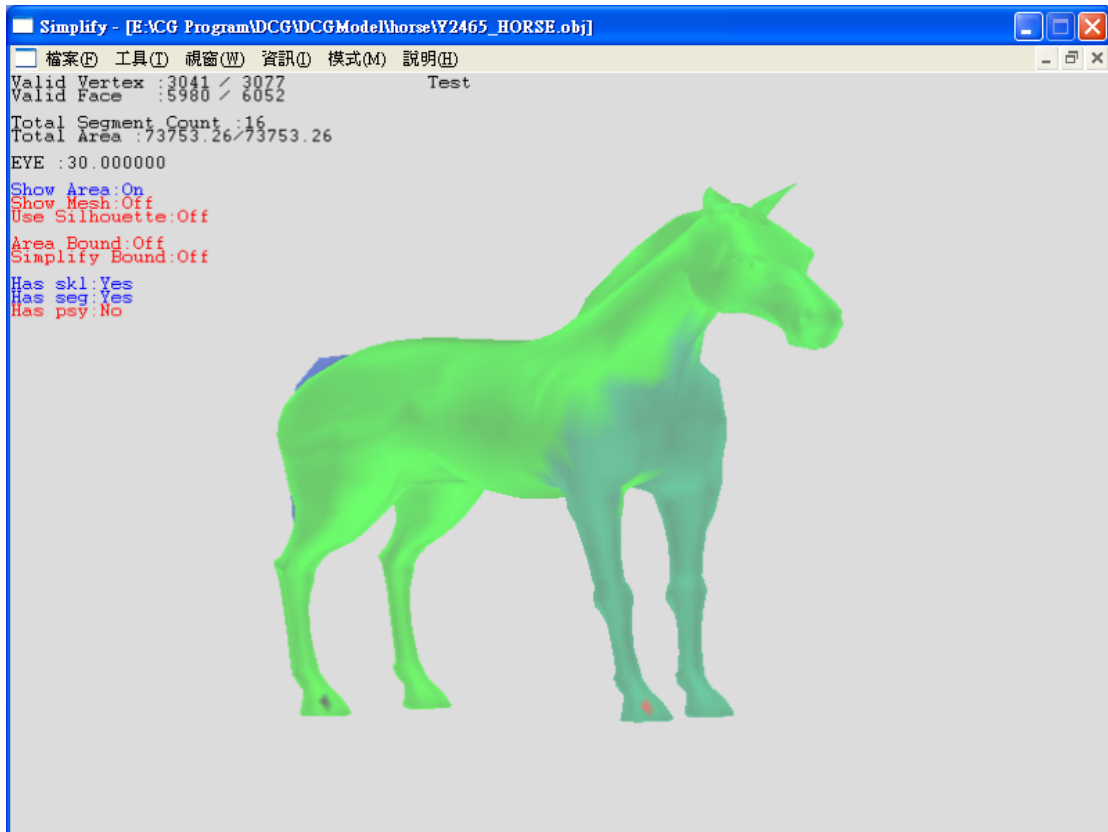 Simplify - [E:\CG Program\DCG\DCGModel\horse\Y2465_HORSE.obj]
檔案(F) 工具(T) 視窗(W) 資訊(I) 模式(M) 說明(H)
Valid Vertex :3041 / 3077 Test
Valid Face :5980 / 6052
Total Segment Count :16
Total Area :73753.26/73753.26
EYE :30.000000
Show Area:On
Show Mesh:Off
Use Silhouette:Off
Area Bound:Off
Simplify Bound:Off
Has skl:Yes
Has seg:Yes
Has psy:No